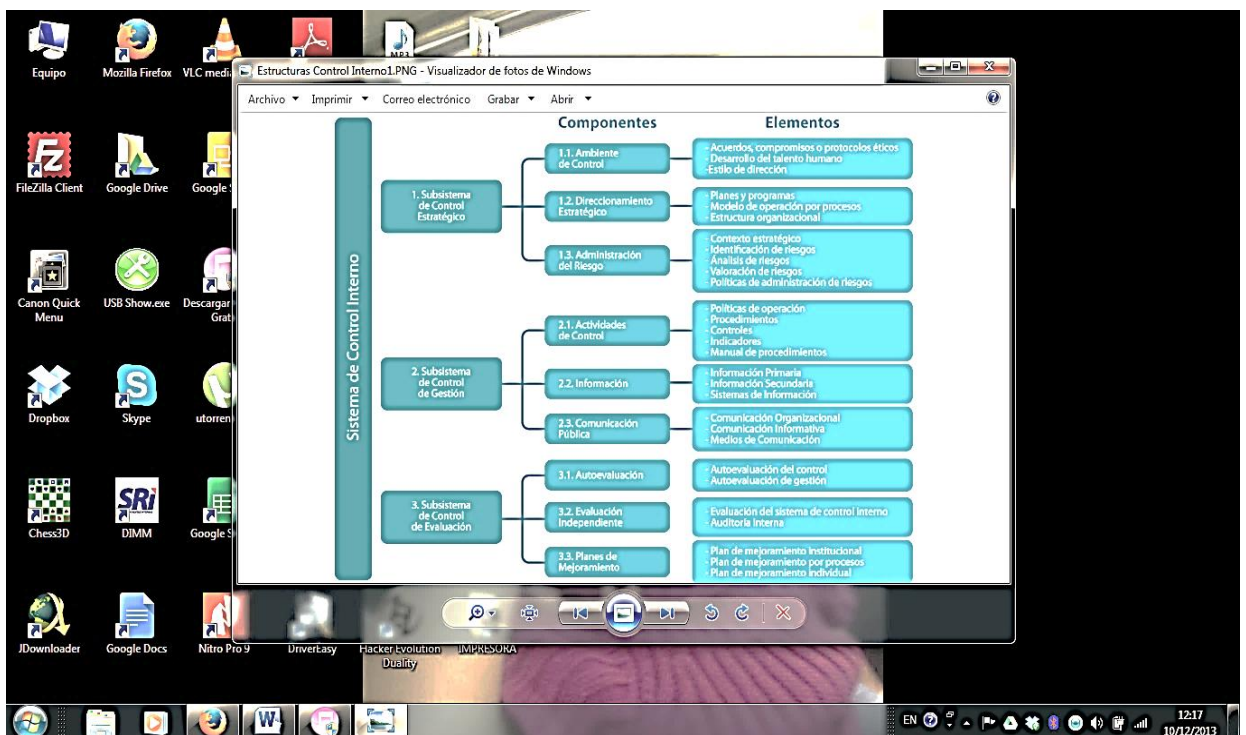 Equipo
Mozilla Firefox
VLC medi
MP3
Estructuras Control Interno1.PNG - Visualizador de fotos de Windows
Archivo
Imprimir
Correo electrónico
Grabar
Abrir
FileZilla Client
Google Drive
Google
Canon Quick
Menu
USB Show.exe
Descargar
Grat
Dropbox
Skype
utorren
Chess3D
SRi
DIMM
Google S
JDownloader
Google Docs
Nitro Pro 9
DriverEasy
Hacker Evolution
Duality
IMPRESORA
Sistema de Control Interno
Componentes
Elementos
1. Subsistema
de Control
Estratégico
1.1. Ambiente
de Control
- Acuerdos, compromisos o protocolos éticos
- Desarrollo del talento humano
-Estilo de dirección
1.2. Direccionamiento
Estratégico
- Planes y programas
- Modelo de operación por procesos
- Estructura organizacional
1.3. Administración
del Riesgo
- Contexto estratégico
- Identificación de riesgos
- Ánalisis de riesgos
- Valoración de riesgos
- Políticas de administración de riesgos
2. Subsistema
de Control
de Gestión
2.1. Actividades
de Control
- Políticas de operación
- Procedimientos
- Controles
- Indicadores
- Manual de procedimientos
2.2. Información
- Información Primaria
- Información Secundaria
- Sistemas de Información
2.3. Comunicación
Pública
- Comunicación Organizacional
- Comunicación Informativa
- Medios de Comunicación
3. Subsistema
de Control
de Evaluación
3.1. Autoevaluación
- Autoevaluación del control
- Autoevaluación de gestión
3.2. Evaluación
Independiente
- Evaluación del sistema de control interno
- Auditoría Interna
3.3. Planes de
Mejoramiento
- Plan de mejoramiento institucional
- Plan de mejoramiento por procesos
- Plan de mejoramiento individual
EN
12:17
10/12/2013